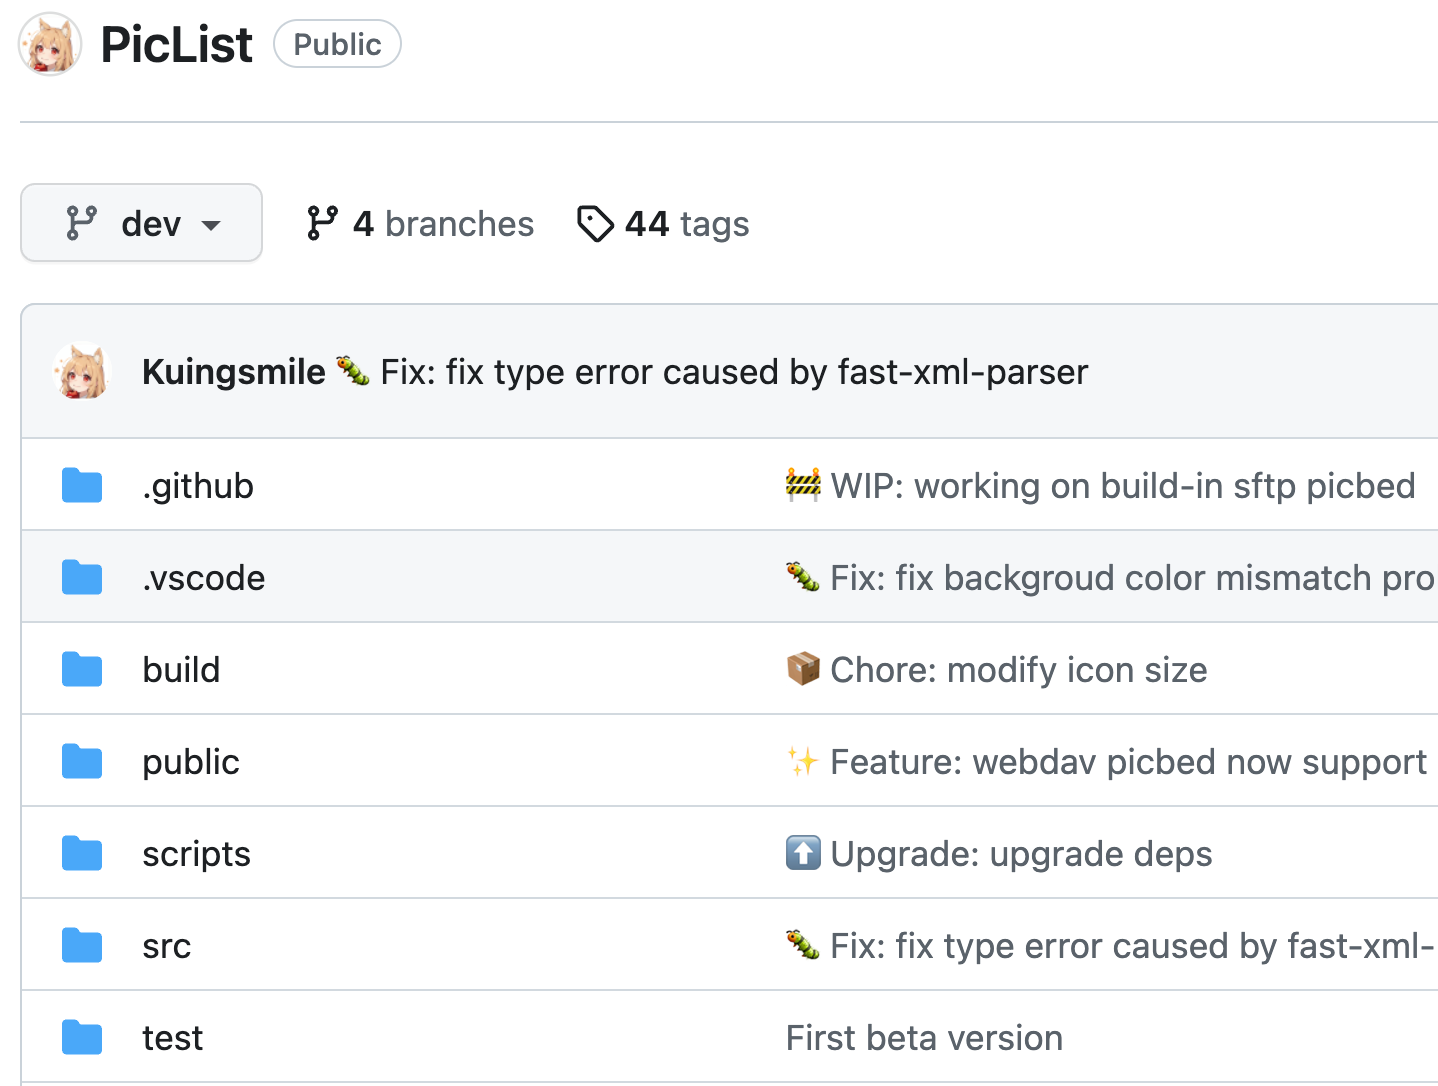 PicList Public
dev 4 branches 44 tags
Kuingsmile 🐛 Fix: fix type error caused by fast-xml-parser
.github 🚧 WIP: working on build-in sftp picbed
.vscode 🐛 Fix: fix backgroud color mismatch pro
build 📦 Chore: modify icon size
public ✨ Feature: webdav picbed now support
scripts ⬆️ Upgrade: upgrade deps
src 🐛 Fix: fix type error caused by fast-xml-
test First beta version